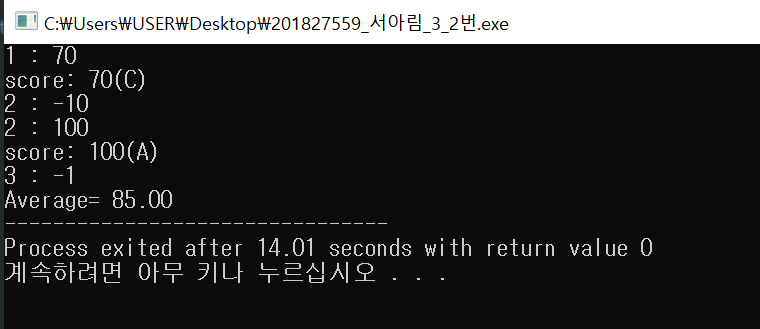 C:₩Users₩USER₩Desktop₩201827559_서아림_3_2번.exe
1 : 70
score: 70(C)
2 : -10
2 : 100
score: 100(A)
3 : -1
Average= 85.00
--------------------------------
Process exited after 14.01 seconds with return value 0
계속하려면 아무 키나 누르십시오 . . .